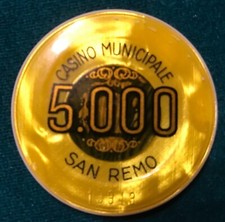 CASINO MUNICIPALE
5.000
SAN REMO